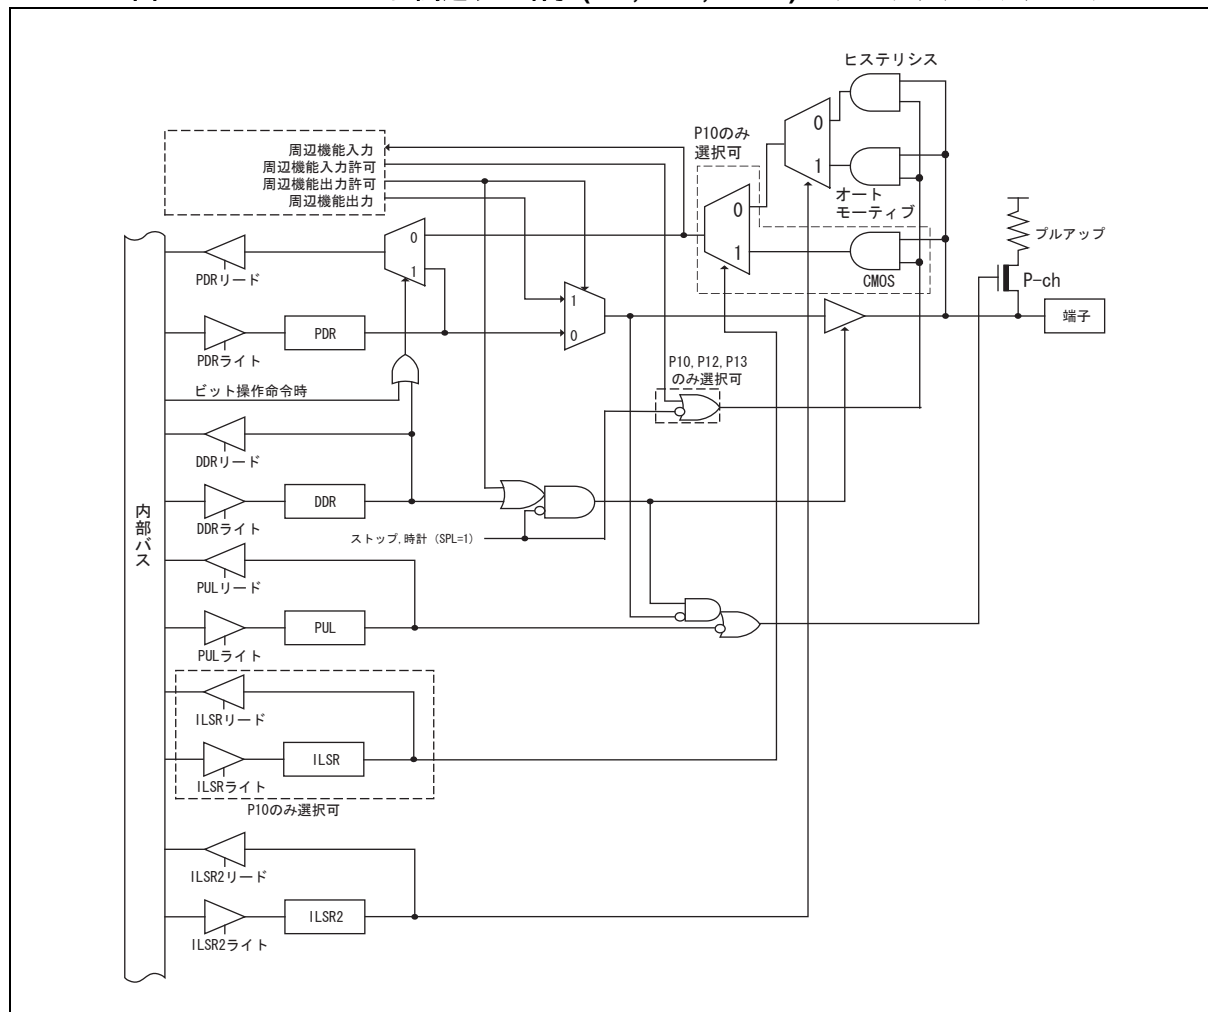 ヒステリシス
0
1
P10のみ
選択可
オート
モーティブ
0
1
CMOS
プルアップ
P-ch
端子
周辺機能入力
周辺機能入力許可
周辺機能出力許可
周辺機能出力
0
1
PDRリード
1
0
PDR
PDRライト
P10,P12,P13
のみ選択可
ビット操作命令時
DDRリード
DDR
DDRライト
ストップ,時計 (SPL=1)
内部バス
PULリード
PUL
PULライト
ILSRリード
ILSR
ILSRライト
P10のみ選択可
ILSR2リード
ILSR2
ILSR2ライト